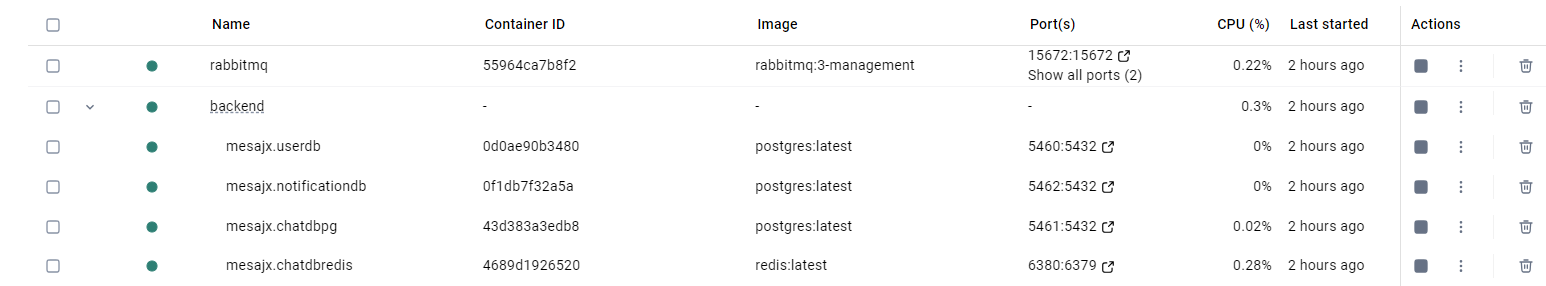 Name Container ID Image Port(s) CPU (%) Last started Actions
rabbitmq 55964ca7b8f2 rabbitmq:3-management 15672:15672 0.22% 2 hours ago
Show all ports (2)
backend - - - 0.3% 2 hours ago
mesajx.userdb 0d0ae90b3480 postgres:latest 5460:5432 0% 2 hours ago
mesajx.notificationdb 0f1db7f32a5a postgres:latest 5462:5432 0% 2 hours ago
mesajx.chatdbpg 43d383a3edb8 postgres:latest 5461:5432 0.02% 2 hours ago
mesajx.chatdbredis 4689d1926520 redis:latest 6380:6379 0.28% 2 hours ago